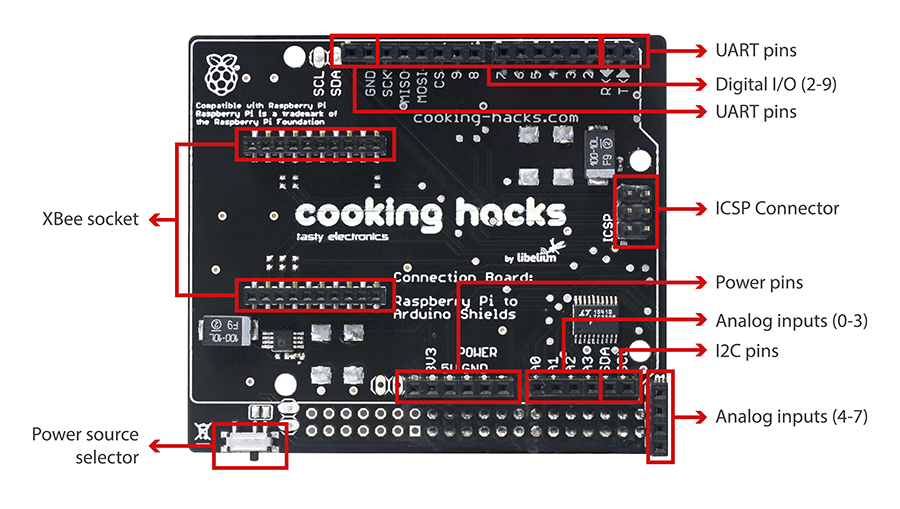 UART pins
Digital I/O (2-9)
UART pins
XBee socket
ICSP Connector
Power pins
Analog inputs (0-3)
I2C pins
Analog inputs (4-7)
Power source
selector
SCL
SDA
GND
SCK
MISO
MOSI
CS
9
8
7
6
5
4
3
2
RX
TX
Compatible with Raspberry Pi
Raspberry Pi is a trademark of
the Raspberry Pi Foundation
cooking-hacks.com
100-10L
F9
cooking hacks
tasty electronics
by libelium
ICSP
Connection Board:
Raspberry Pi to
Arduino Shields
100-10L
F9
3V3
5V
POWER
GND
A0
A1
A2
A3
SDA
SCL